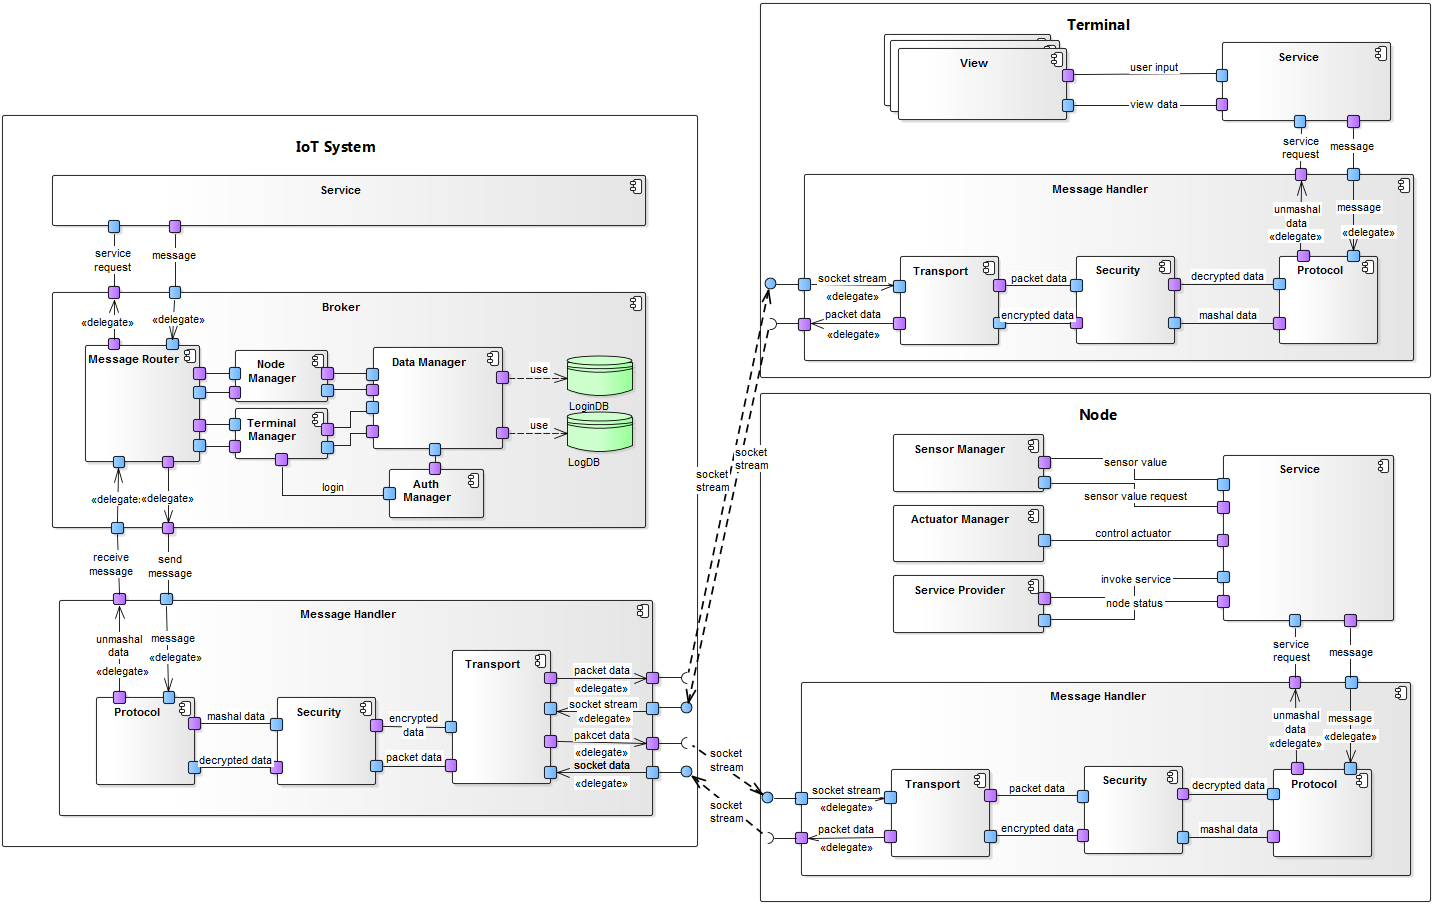 Terminal
View
user input
view data
Service
service
request
message
Message Handler
unmashal
data
«delegate»
message
«delegate»
socket stream
«delegate»
packet data
«delegate»
Transport
packet data
encrypted data
Security
decrypted data
mashal data
Protocol
IoT System
Service
service
request
message
Broker
«delegate»
«delegate»
Message Router
Node
Manager
Terminal
Manager
Data Manager
use
LoginDB
use
LogDB
login
Auth
Manager
«delegate»
«delegate»
receive
message
send
message
Message Handler
unmashal
data
«delegate»
message
«delegate»
Protocol
mashal data
decrypted data
Security
encrypted
data
packet data
Transport
packet data
«delegate»
socket stream
«delegate»
pakcet data
«delegate»
socket data
«delegate»
socket
stream
socket
stream
socket
stream
socket
stream
Node
Sensor Manager
sensor value
sensor value request
Actuator Manager
control actuator
Service Provider
invoke service
node status
Service
service
request
message
Message Handler
unmashal
data
«delegate»
message
«delegate»
socket stream
«delegate»
packet data
«delegate»
Transport
packet data
encrypted data
Security
decrypted data
mashal data
Protocol